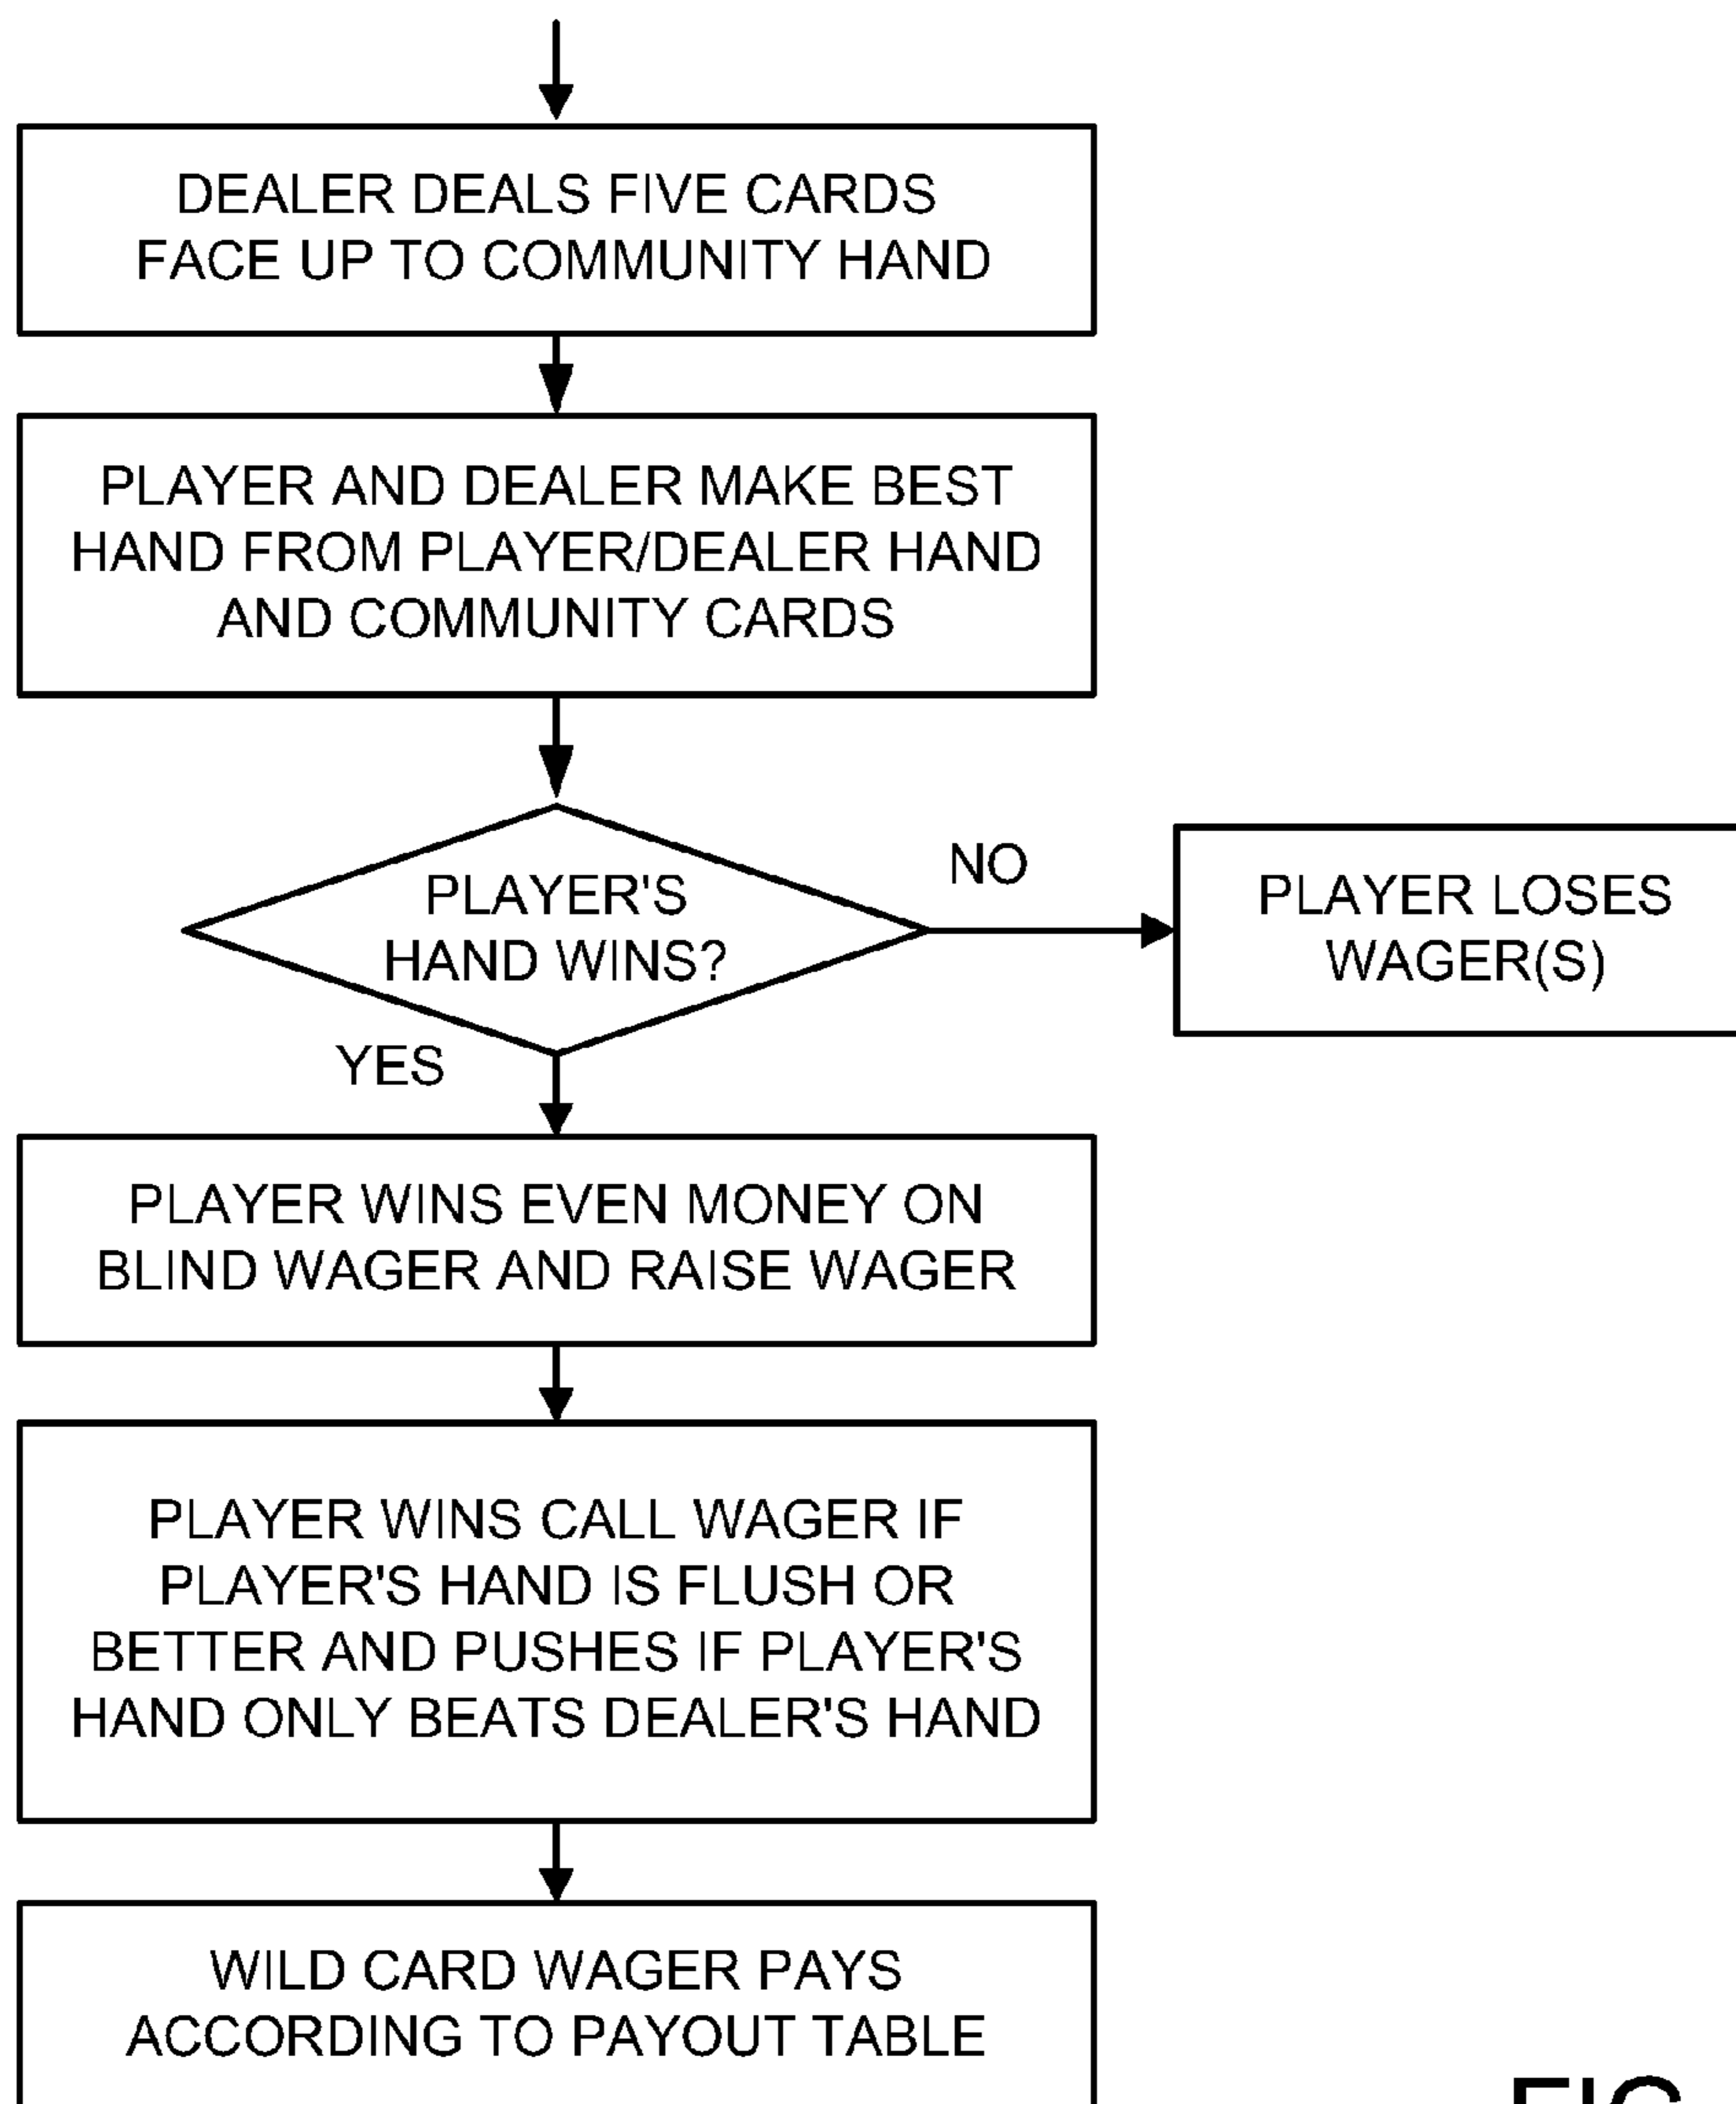 DEALER DEALS FIVE CARDS
FACE UP TO COMMUNITY HAND
PLAYER AND DEALER MAKE BEST
HAND FROM PLAYER/DEALER HAND
AND COMMUNITY CARDS
PLAYER'S
HAND WINS?
NO
PLAYER LOSES
WAGER(S)
YES
PLAYER WINS EVEN MONEY ON
BLIND WAGER AND RAISE WAGER
PLAYER WINS CALL WAGER IF
PLAYER'S HAND IS FLUSH OR
BETTER AND PUSHES IF PLAYER'S
HAND ONLY BEATS DEALER'S HAND
WILD CARD WAGER PAYS
ACCORDING TO PAYOUT TABLE